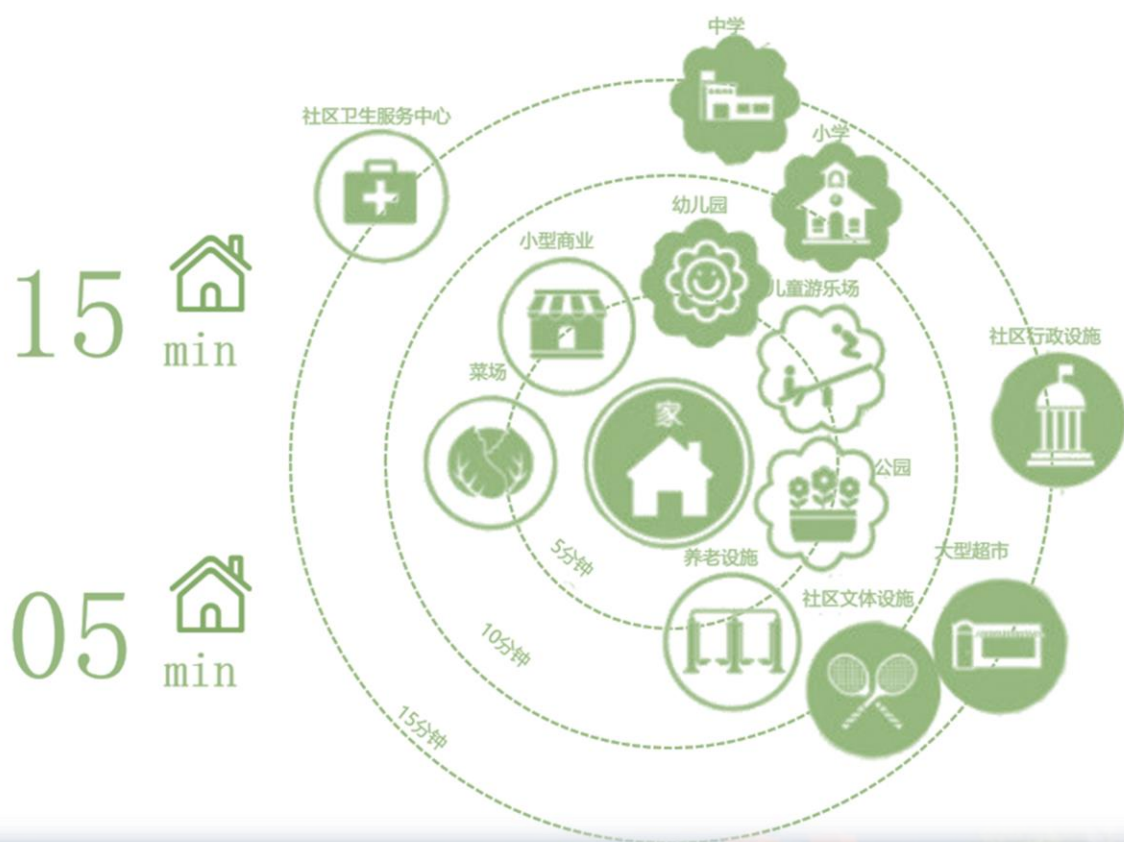 中学
社区卫生服务中心
小学
幼儿园
小型商业
儿童游乐场
15
min
社区行政设施
菜场
家
公园
5分钟
养老设施
大型超市
05
min
社区文体设施
10分钟
15分钟